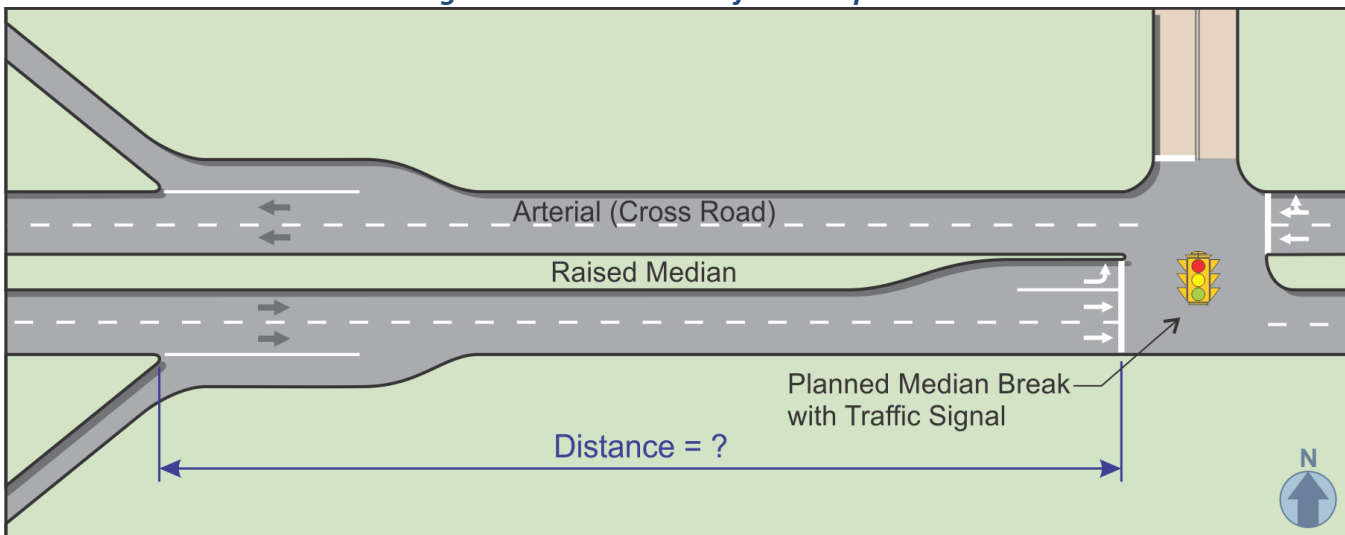 Arterial (Cross Road)
Raised Median
Planned Median Break
with Traffic Signal
Distance = ?
N